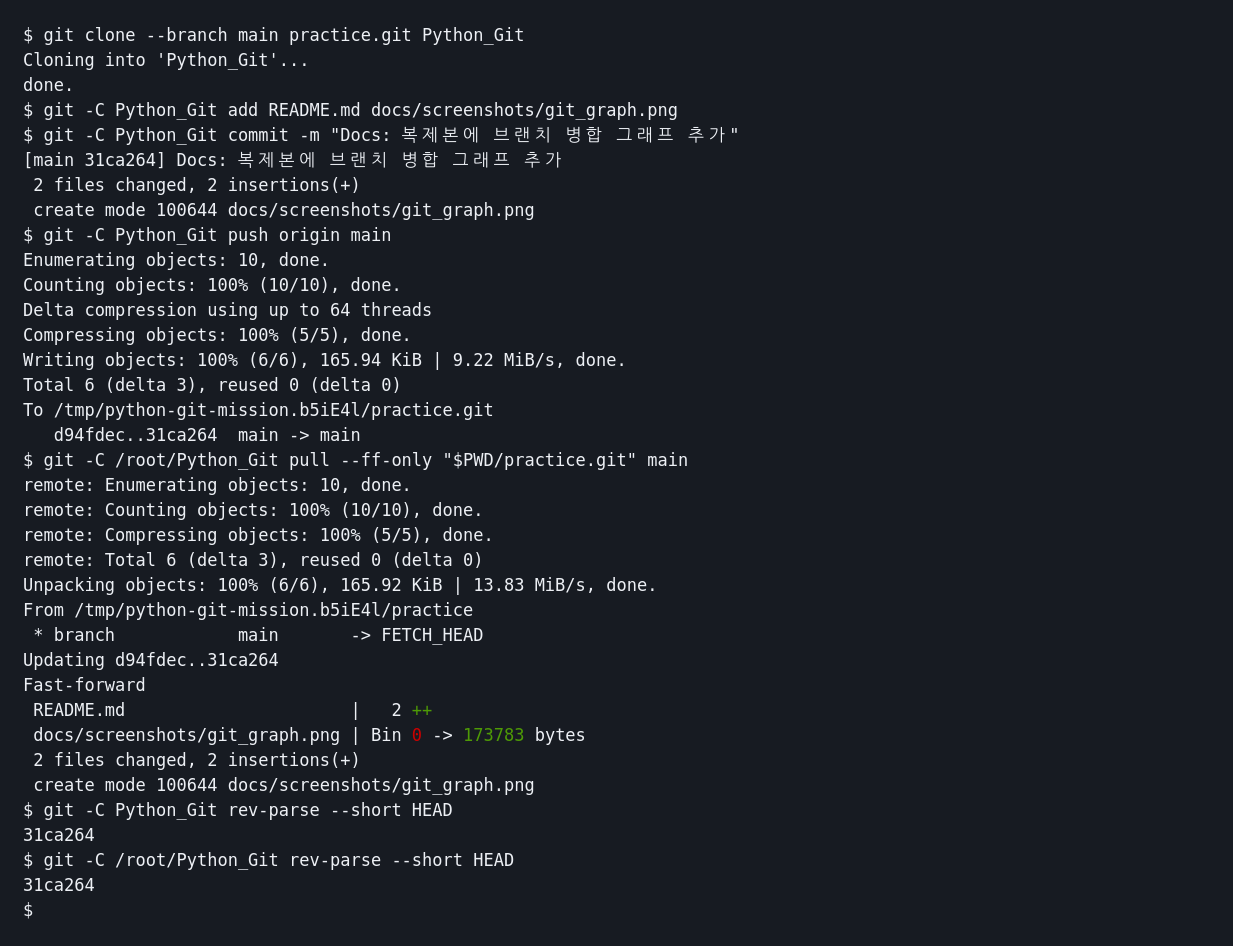 $ git clone --branch main practice.git Python_Git
Cloning into 'Python_Git'...
done.
$ git -C Python_Git add README.md docs/screenshots/git_graph.png
$ git -C Python_Git commit -m "Docs: 복제본에 브랜치 병합 그래프 추가"
[main 31ca264] Docs: 복제본에 브랜치 병합 그래프 추가
 2 files changed, 2 insertions(+)
 create mode 100644 docs/screenshots/git_graph.png
$ git -C Python_Git push origin main
Enumerating objects: 10, done.
Counting objects: 100% (10/10), done.
Delta compression using up to 64 threads
Compressing objects: 100% (5/5), done.
Writing objects: 100% (6/6), 165.94 KiB | 9.22 MiB/s, done.
Total 6 (delta 3), reused 0 (delta 0)
To /tmp/python-git-mission.b5iE4l/practice.git
   d94fdec..31ca264  main -> main
$ git -C /root/Python_Git pull --ff-only "$PWD/practice.git" main
remote: Enumerating objects: 10, done.
remote: Counting objects: 100% (10/10), done.
remote: Compressing objects: 100% (5/5), done.
remote: Total 6 (delta 3), reused 0 (delta 0)
Unpacking objects: 100% (6/6), 165.92 KiB | 13.83 MiB/s, done.
From /tmp/python-git-mission.b5iE4l/practice
 * branch            main       -> FETCH_HEAD
Updating d94fdec..31ca264
Fast-forward
 README.md                      |   2 ++
 docs/screenshots/git_graph.png | Bin 0 -> 173783 bytes
 2 files changed, 2 insertions(+)
 create mode 100644 docs/screenshots/git_graph.png
$ git -C Python_Git rev-parse --short HEAD
31ca264
$ git -C /root/Python_Git rev-parse --short HEAD
31ca264
$